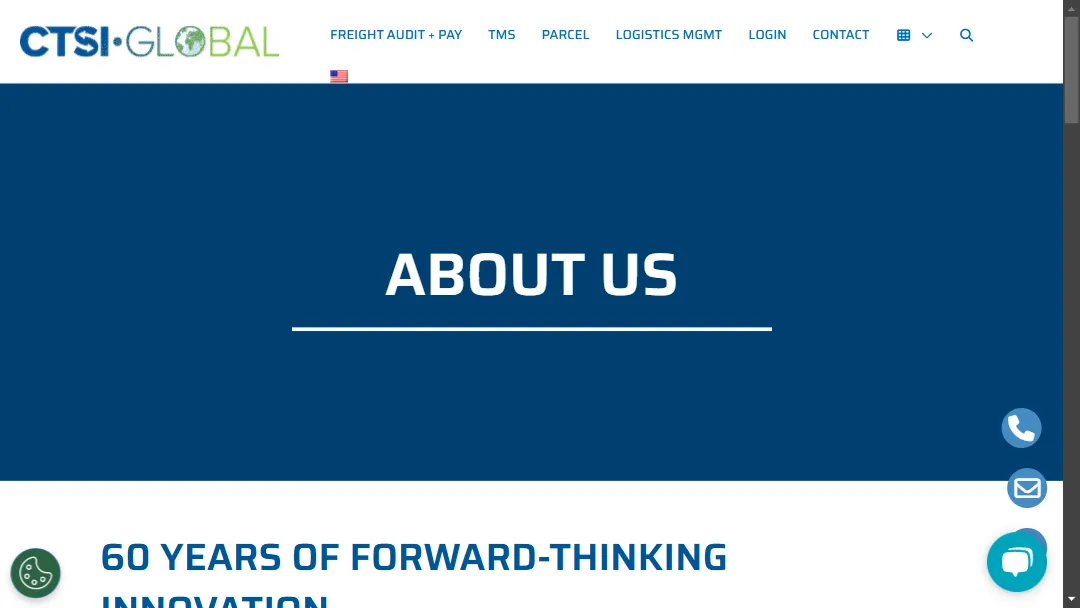 CTSI·GLOBAL
FREIGHT AUDIT + PAY TMS PARCEL LOGISTICS MGMT LOGIN CONTACT
ABOUT US
60 YEARS OF FORWARD-THINKING
INNOVATION